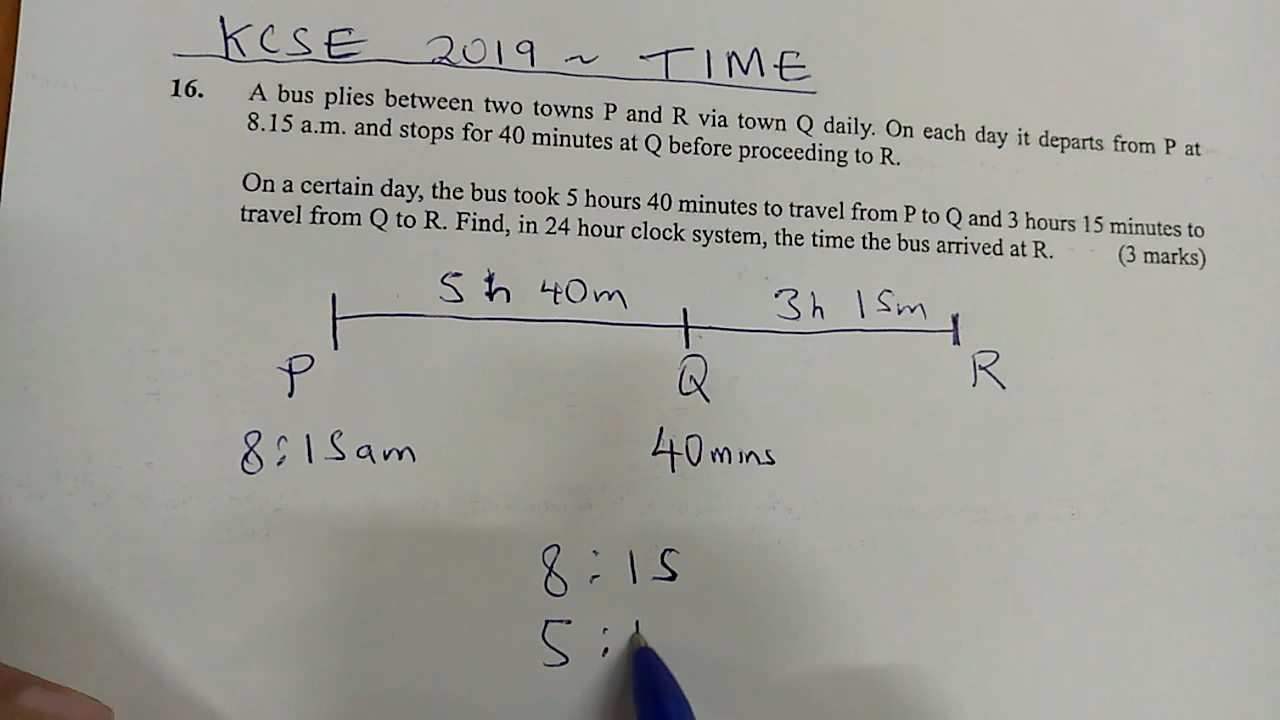 KCSE 2019 ~ TIME
16. A bus plies between two towns P and R via town Q daily. On each day it departs from P at
8.15 a.m. and stops for 40 minutes at Q before proceeding to R.
On a certain day, the bus took 5 hours 40 minutes to travel from P to Q and 3 hours 15 minutes to
travel from Q to R. Find, in 24 hour clock system, the time the bus arrived at R. (3 marks)
5 h 40m 3h 15m
P Q R
8:15am 40mins
8:15
5: